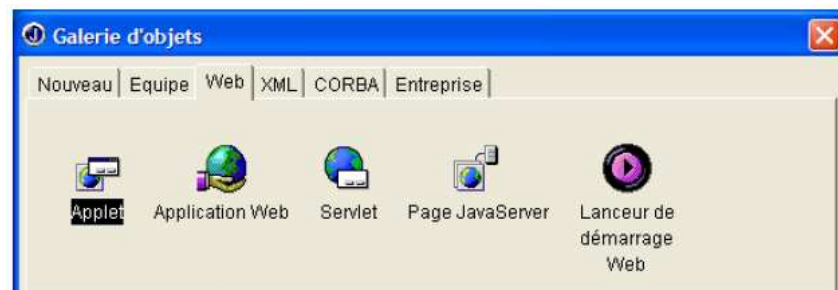 Galerie d'objets
Nouveau Equipe Web XML CORBA Entreprise
Applet Application Web Servlet Page JavaServer Lanceur de
démarrage
Web